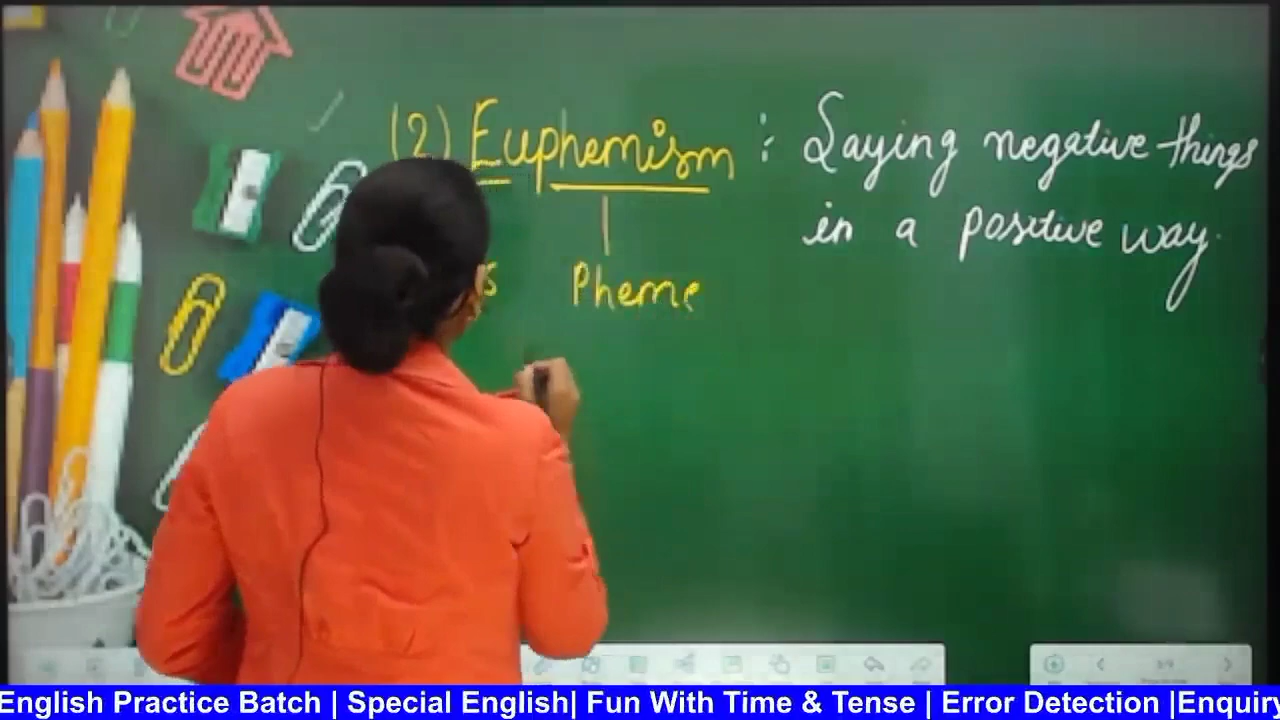 (2) Euphemism : Saying negative things
in a positive way.
Pheme
English Practice Batch | Special English| Fun With Time & Tense | Error Detection |Enquiry